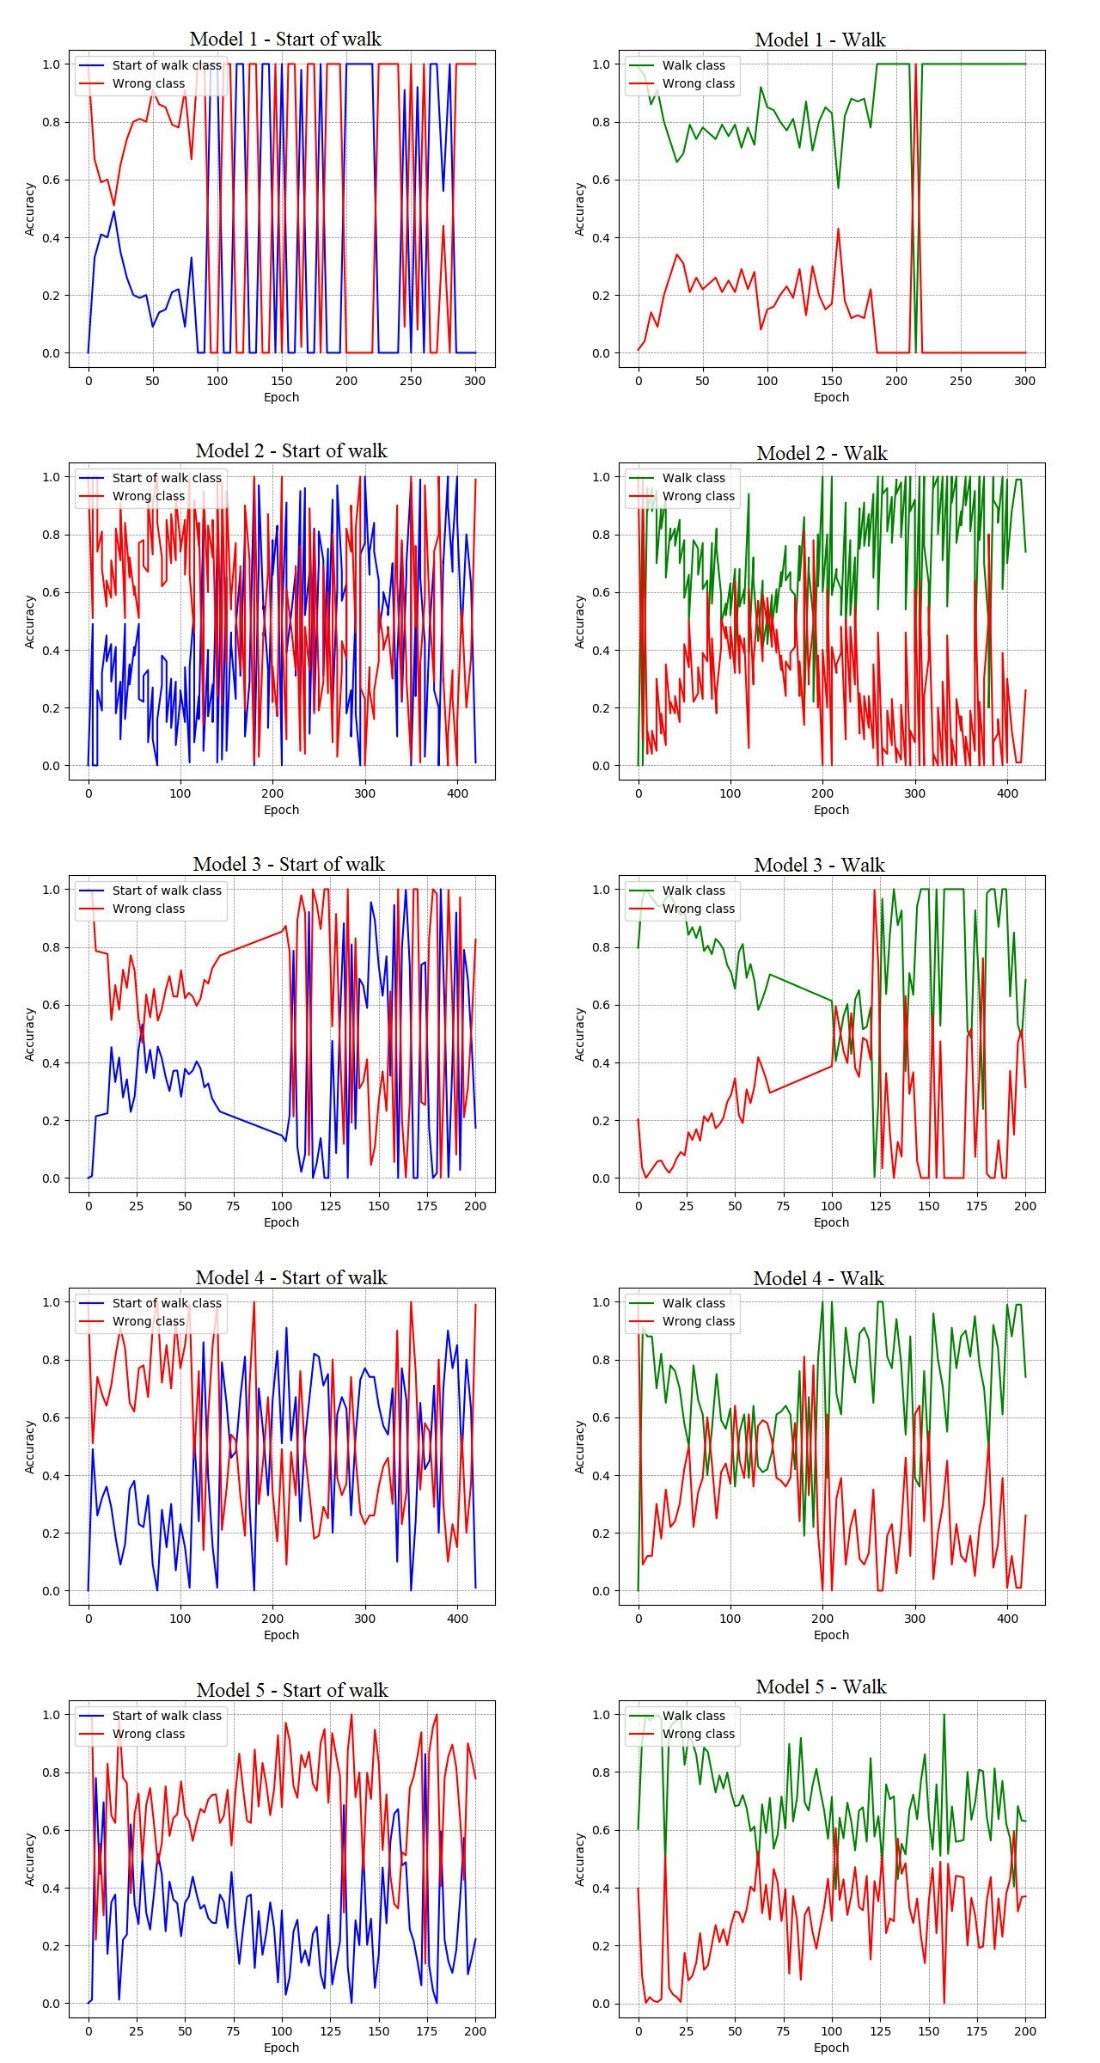 Model 1 - Start of walk
Start of walk class
Wrong class
Accuracy
1.0
0.8
0.6
0.4
0.2
0.0
0 50 100 150 200 250 300
Epoch
Model 1 - Walk
Walk class
Wrong class
Accuracy
1.0
0.8
0.6
0.4
0.2
0.0
0 50 100 150 200 250 300
Epoch
Model 2 - Start of walk
Start of walk class
Wrong class
Accuracy
1.0
0.8
0.6
0.4
0.2
0.0
0 100 200 300 400
Epoch
Model 2 - Walk
Walk class
Wrong class
Accuracy
1.0
0.8
0.6
0.4
0.2
0.0
0 100 200 300 400
Epoch
Model 3 - Start of walk
Start of walk class
Wrong class
Accuracy
1.0
0.8
0.6
0.4
0.2
0.0
0 25 50 75 100 125 150 175 200
Epoch
Model 3 - Walk
Walk class
Wrong class
Accuracy
1.0
0.8
0.6
0.4
0.2
0.0
0 25 50 75 100 125 150 175 200
Epoch
Model 4 - Start of walk
Start of walk class
Wrong class
Accuracy
1.0
0.8
0.6
0.4
0.2
0.0
0 100 200 300 400
Epoch
Model 4 - Walk
Walk class
Wrong class
Accuracy
1.0
0.8
0.6
0.4
0.2
0.0
0 100 200 300 400
Epoch
Model 5 - Start of walk
Start of walk class
Wrong class
Accuracy
1.0
0.8
0.6
0.4
0.2
0.0
0 25 50 75 100 125 150 175 200
Epoch
Model 5 - Walk
Walk class
Wrong class
Accuracy
1.0
0.8
0.6
0.4
0.2
0.0
0 25 50 75 100 125 150 175 200
Epoch